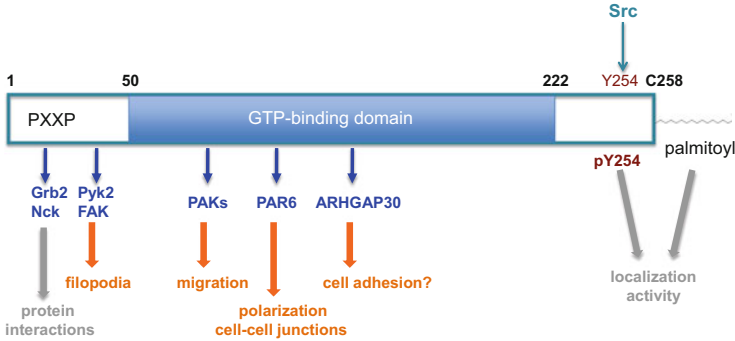 Src
1 50 222 Y254 C258
PXXP GTP-binding domain
pY254 palmitoyl
Grb2 Pyk2 PAKs PAR6 ARHGAP30
Nck FAK
filopodia migration cell adhesion? localization
activity
protein polarization
interactions cell-cell junctions